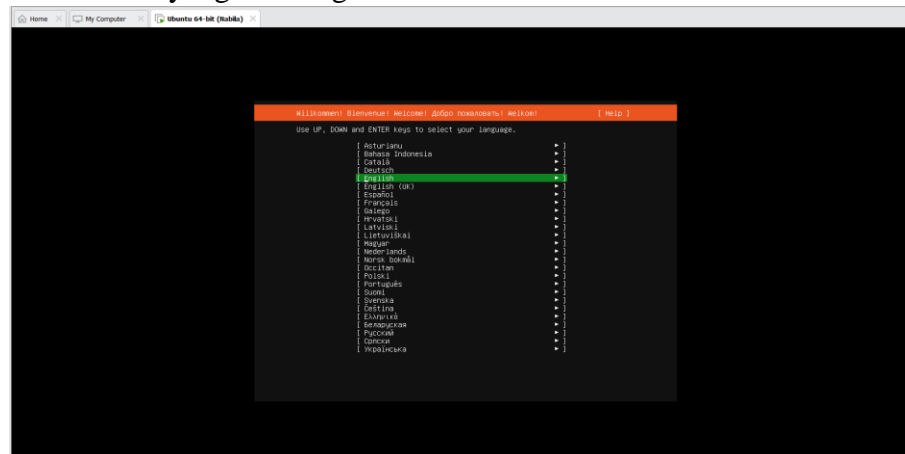 Home My Computer Ubuntu 64-bit (Nabila)
Willkommen! Bienvenue! Welcome! Добро пожаловать! Welkom! [ Help ]
Use UP, DOWN and ENTER keys to select your language.
[ Asturianu ► ]
[ Bahasa Indonesia ► ]
[ Català ► ]
[ Deutsch ► ]
[ English ► ]
[ English (UK) ► ]
[ Español ► ]
[ Français ► ]
[ Galego ► ]
[ Hrvatski ► ]
[ Latviski ► ]
[ Lietuviškai ► ]
[ Magyar ► ]
[ Nederlands ► ]
[ Norsk bokmål ► ]
[ Occitan ► ]
[ Polski ► ]
[ Português ► ]
[ Suomi ► ]
[ Svenska ► ]
[ Čeština ► ]
[ Ελληνικά ► ]
[ Беларуская ► ]
[ Русский ► ]
[ Српски ► ]
[ Українська ► ]